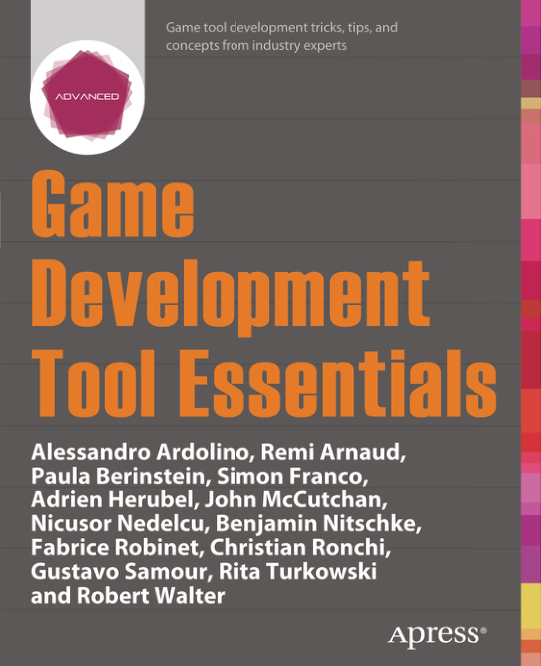 Game tool development tricks, tips, and
concepts from industry experts
ADVANCED
Game
Development
Tool Essentials
Alessandro Ardolino, Remi Arnaud,
Paula Berinstein, Simon Franco,
Adrien Herubel, John McCutchan,
Nicusor Nedelcu, Benjamin Nitschke,
Fabrice Robinet, Christian Ronchi,
Gustavo Samour, Rita Turkowski
and Robert Walter
Apress®